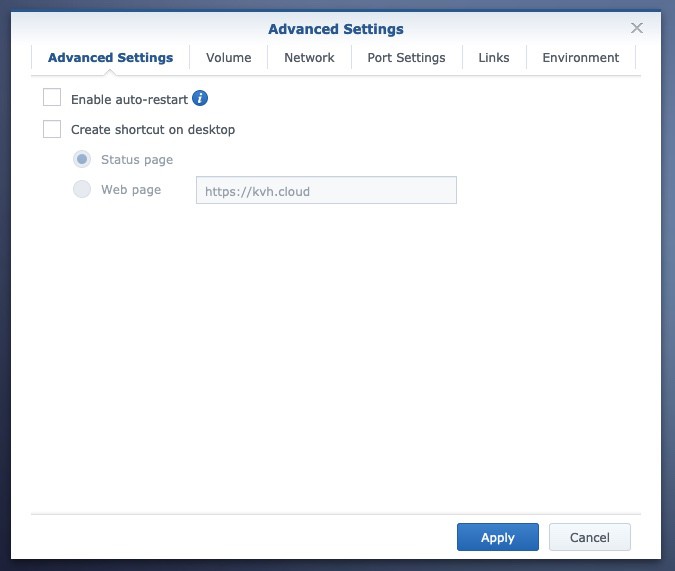 Advanced Settings
Advanced Settings Volume Network Port Settings Links Environment
Enable auto-restart i
Create shortcut on desktop
Status page
Web page https://kvh.cloud
Apply Cancel